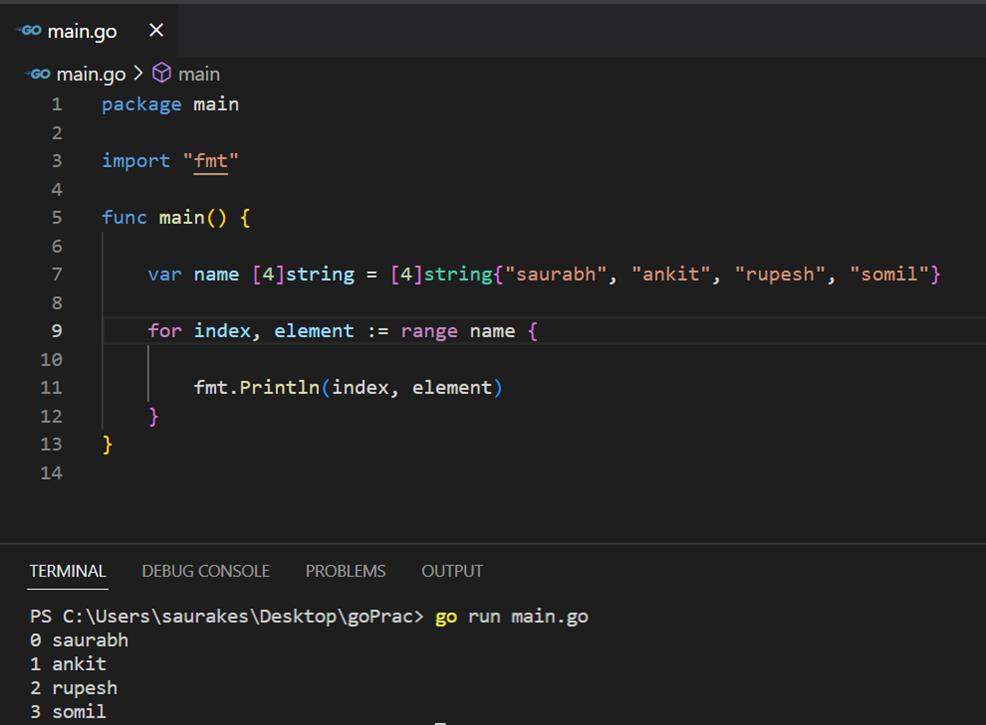 GO main.go ×
GO main.go > main
1 package main
2
3 import "fmt"
4
5 func main() {
6
7 var name [4]string = [4]string{"saurabh", "ankit", "rupesh", "somil"}
8
9 for index, element := range name {
10
11 fmt.Println(index, element)
12 }
13 }
14
TERMINAL DEBUG CONSOLE PROBLEMS OUTPUT
PS C:\Users\saurakes\Desktop\goPrac> go run main.go
0 saurabh
1 ankit
2 rupesh
3 somil